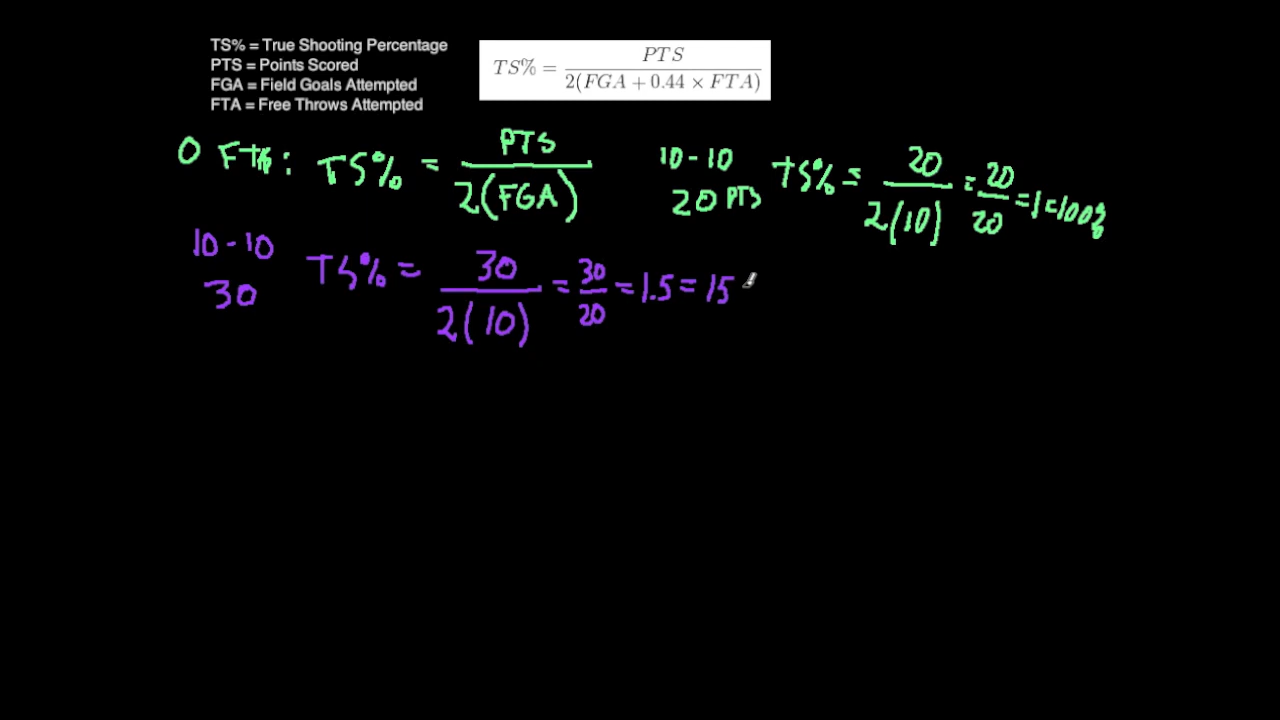 TS% = True Shooting Percentage
PTS = Points Scored
FGA = Field Goals Attempted
FTA = Free Throws Attempted
TS% = PTS / 2(FGA + 0.44 × FTA)
0 FTs: TS% = PTS / 2(FGA)
10-10
20 PTS
TS% = 20 / 2(10) = 20/20 = 1 = 100%
10-10
30
TS% = 30 / 2(10) = 30/20 = 1.5 = 15